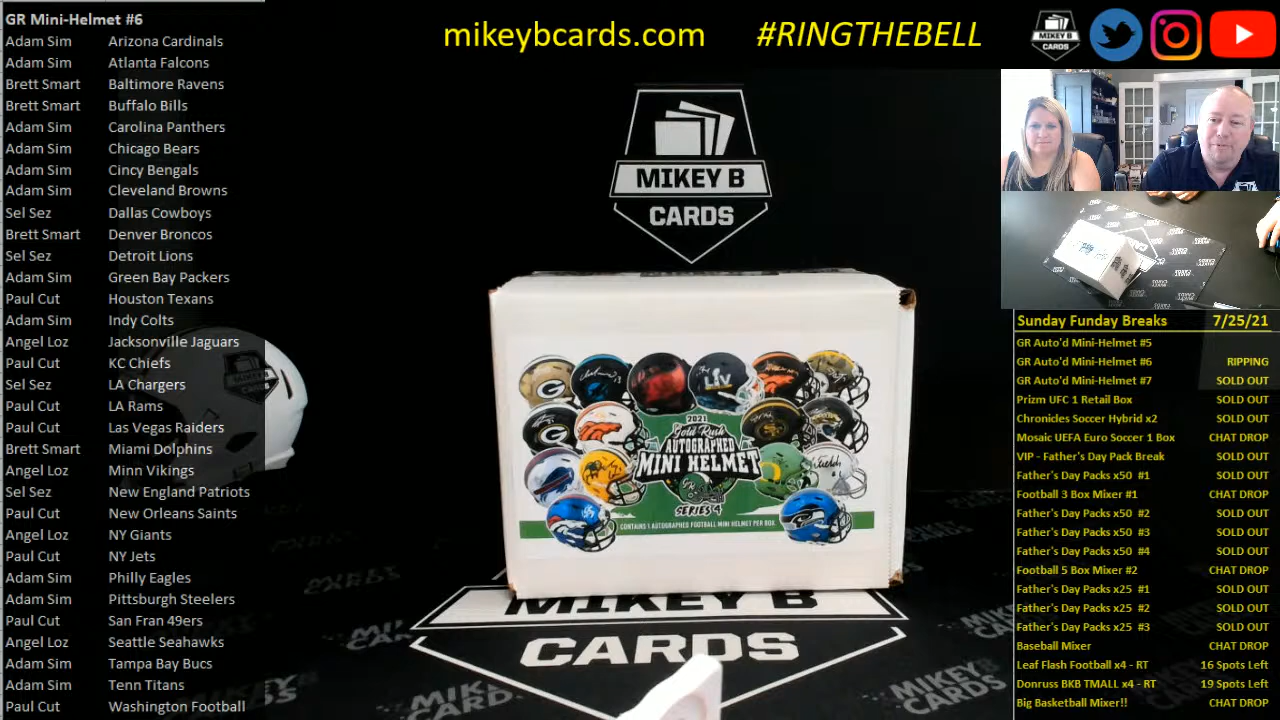 GR Mini-Helmet #6
Adam Sim Arizona Cardinals
Adam Sim Atlanta Falcons
Brett Smart Baltimore Ravens
Brett Smart Buffalo Bills
Adam Sim Carolina Panthers
Adam Sim Chicago Bears
Adam Sim Cincy Bengals
Adam Sim Cleveland Browns
Sel Sez Dallas Cowboys
Brett Smart Denver Broncos
Sel Sez Detroit Lions
Adam Sim Green Bay Packers
Paul Cut Houston Texans
Adam Sim Indy Colts
Angel Loz Jacksonville Jaguars
Paul Cut KC Chiefs
Sel Sez LA Chargers
Paul Cut LA Rams
Paul Cut Las Vegas Raiders
Brett Smart Miami Dolphins
Angel Loz Minn Vikings
Sel Sez New England Patriots
Paul Cut New Orleans Saints
Angel Loz NY Giants
Paul Cut NY Jets
Adam Sim Philly Eagles
Adam Sim Pittsburgh Steelers
Paul Cut San Fran 49ers
Angel Loz Seattle Seahawks
Adam Sim Tampa Bay Bucs
Adam Sim Tenn Titans
Paul Cut Washington Football
mikeybcards.com #RINGTHEBELL
MIKEY B
CARDS
MIKEY B
CARDS
LIV
2021
Gold Rush
AUTOGRAPHED
MINI HELMET
SERIES 4
CONTAINS 1 AUTOGRAPHED FOOTBALL MINI HELMET PER BOX
MIKEY B
CARDS
Sunday Funday Breaks 7/25/21
GR Auto'd Mini-Helmet #5
GR Auto'd Mini-Helmet #6 RIPPING
GR Auto'd Mini-Helmet #7 SOLD OUT
Prizm UFC 1 Retail Box SOLD OUT
Chronicles Soccer Hybrid x2 SOLD OUT
Mosaic UEFA Euro Soccer 1 Box CHAT DROP
VIP - Father's Day Pack Break SOLD OUT
Father's Day Packs x50 #1 SOLD OUT
Football 3 Box Mixer #1 CHAT DROP
Father's Day Packs x50 #2 SOLD OUT
Father's Day Packs x50 #3 SOLD OUT
Father's Day Packs x50 #4 SOLD OUT
Football 5 Box Mixer #2 CHAT DROP
Father's Day Packs x25 #1 SOLD OUT
Father's Day Packs x25 #2 SOLD OUT
Father's Day Packs x25 #3 SOLD OUT
Baseball Mixer CHAT DROP
Leaf Flash Football x4 - RT 16 Spots Left
Donruss BKB TMALL x4 - RT 19 Spots Left
Big Basketball Mixer!! CHAT DROP